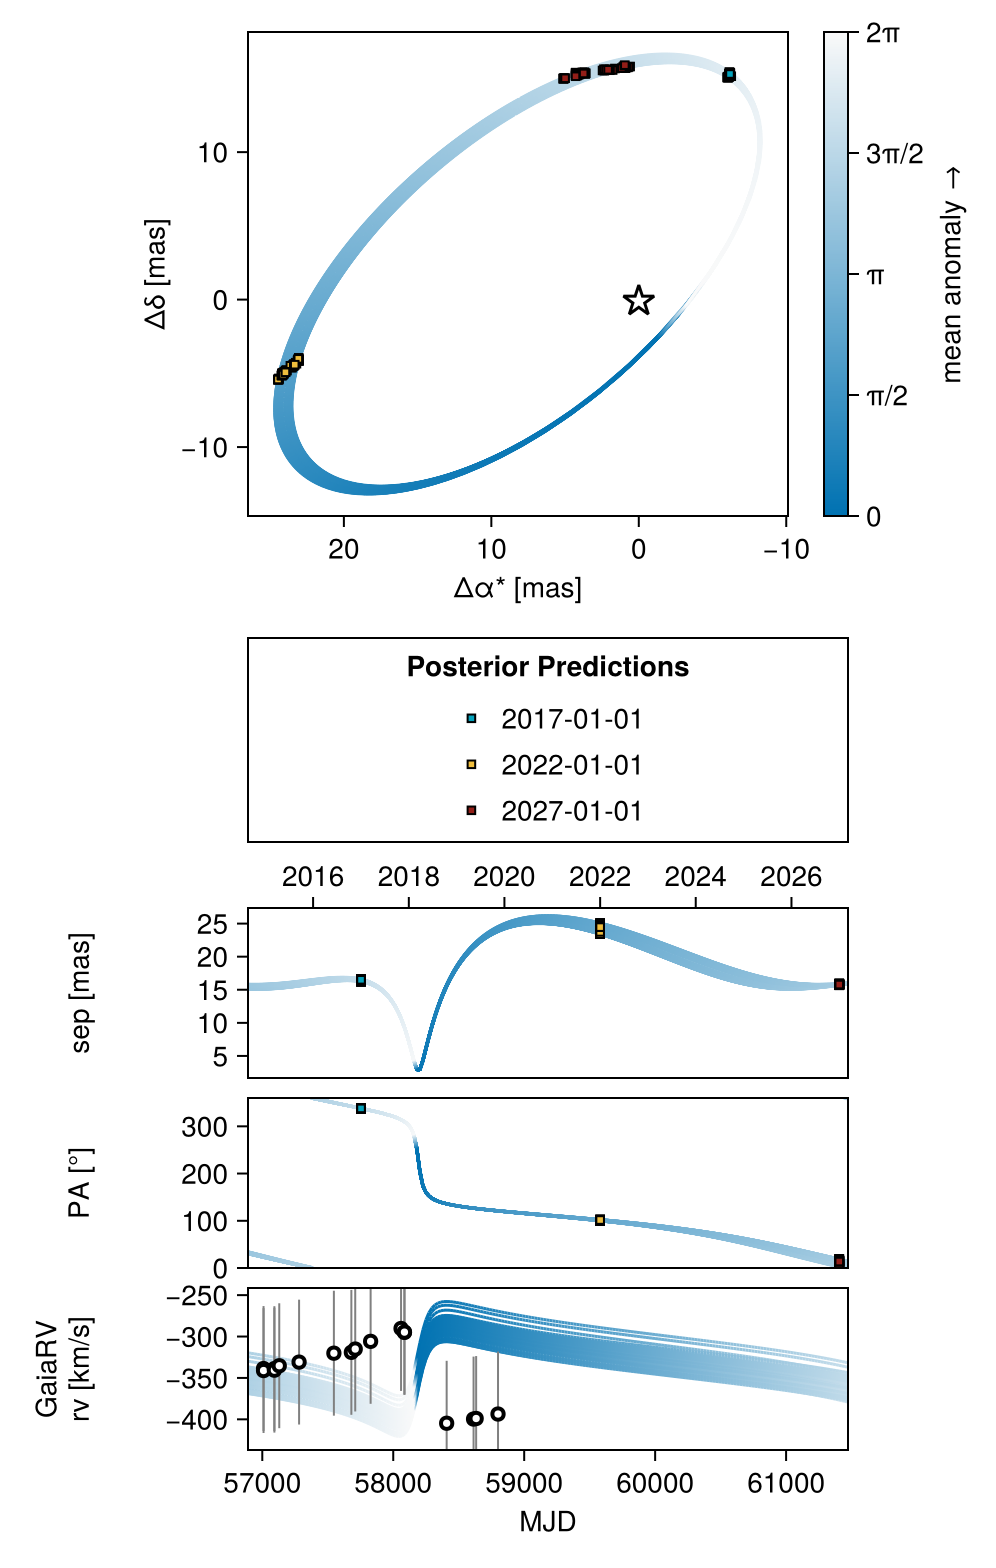 10
0
−10
Δδ [mas]
20
10
0
−10
Δα* [mas]
2π
3π/2
π
π/2
0
mean anomaly →
Posterior Predictions
2017-01-01
2022-01-01
2027-01-01
2016
2018
2020
2022
2024
2026
25
20
15
10
5
sep [mas]
300
200
100
0
PA [°]
−250
−300
−350
−400
GaiaRV
rv [km/s]
57000
58000
59000
60000
61000
MJD